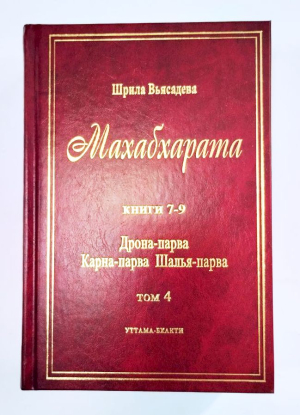 Шрила Вьясадева
Махабхарата
книги 7-9
Дрона-парва
Карна-парва Шалья-парва
том 4
УТТАМА-БХАКТИ